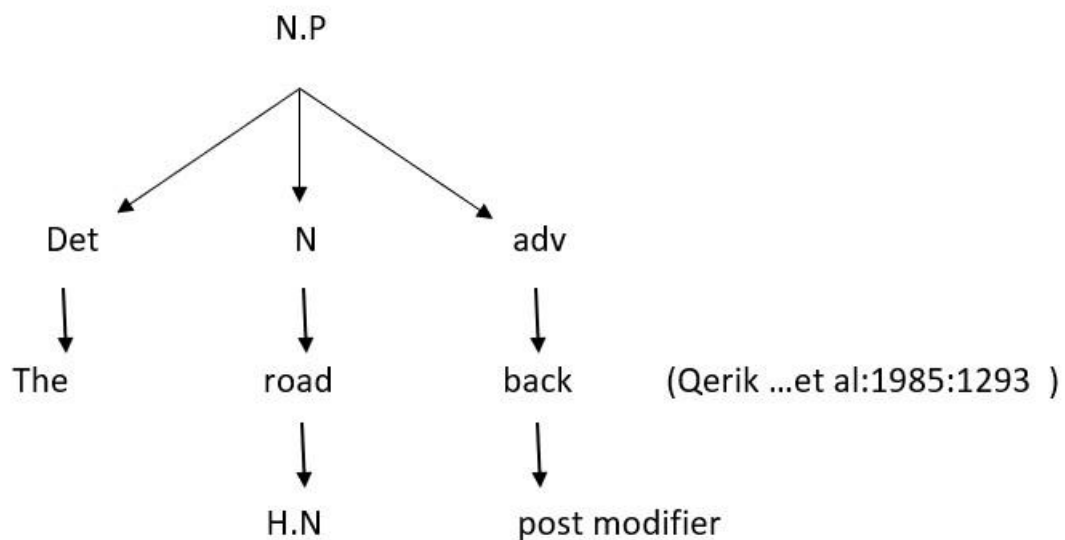 N.P
Det N adv
The road back (Qerik ...et al:1985:1293 )
H.N post modifier